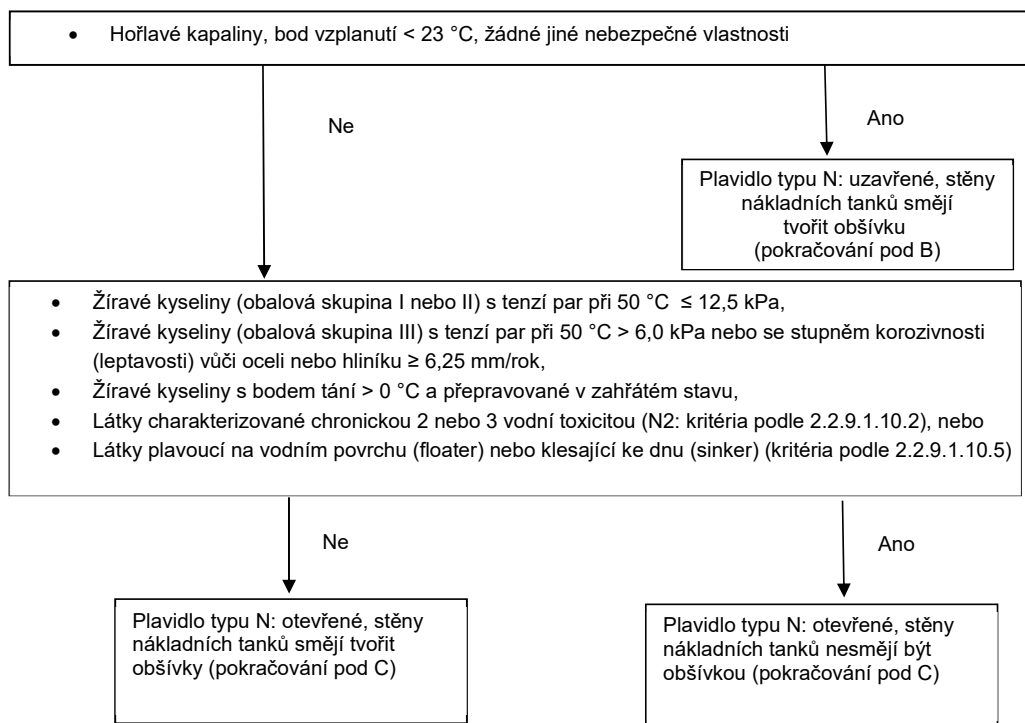 • Hořlavé kapaliny, bod vzplanutí < 23 °C, žádné jiné nebezpečné vlastnosti
Ne
Ano
Plavidlo typu N: uzavřené, stěny
nákladních tanků smějí
tvořit obšívku
(pokračování pod B)
• Žíravé kyseliny (obalová skupina I nebo II) s tenzí par při 50 °C ≤ 12,5 kPa,
• Žíravé kyseliny (obalová skupina III) s tenzí par při 50 °C > 6,0 kPa nebo se stupněm korozivnosti
(leptavosti) vůči oceli nebo hliníku ≥ 6,25 mm/rok,
• Žíravé kyseliny s bodem tání > 0 °C a přepravované v zahřátém stavu,
• Látky charakterizované chronickou 2 nebo 3 vodní toxicitou (N2: kritéria podle 2.2.9.1.10.2), nebo
• Látky plavoucí na vodním povrchu (floater) nebo klesající ke dnu (sinker) (kritéria podle 2.2.9.1.10.5)
Ne
Ano
Plavidlo typu N: otevřené, stěny
nákladních tanků smějí tvořit
obšívky (pokračování pod C)
Plavidlo typu N: otevřené, stěny
nákladních tanků nesmějí být
obšívkou (pokračování pod C)